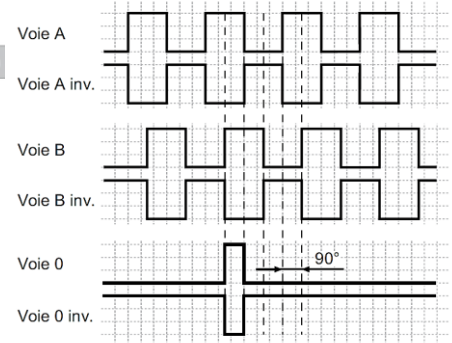 Voie A
Voie A inv.
Voie B
Voie B inv.
Voie 0
90°
Voie 0 inv.